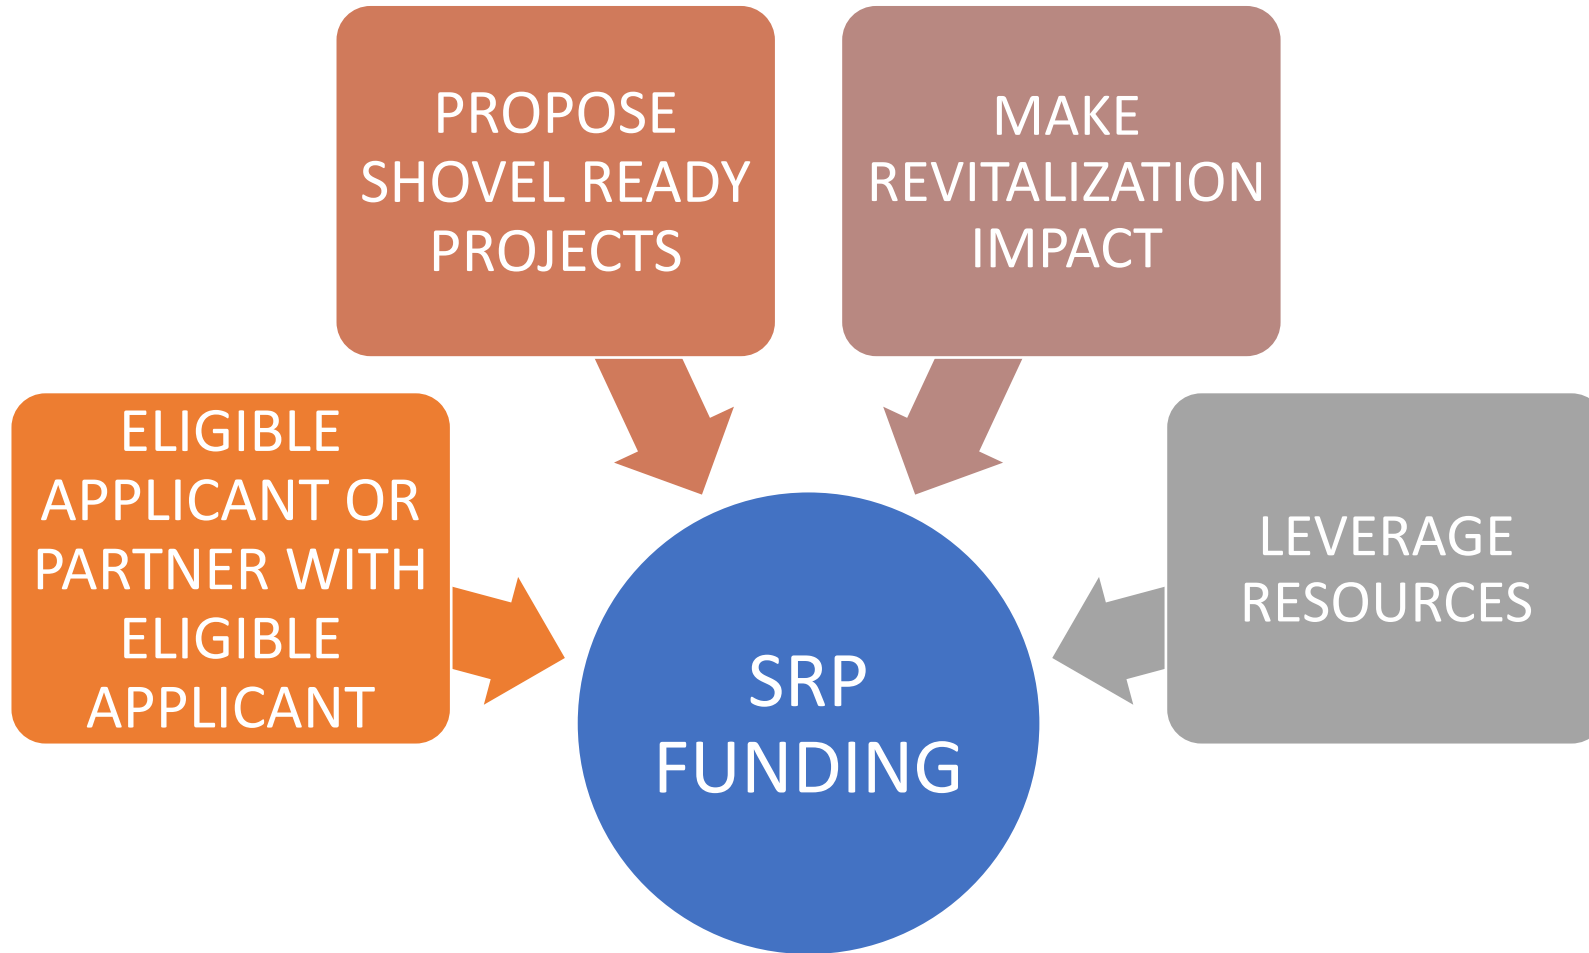 PROPOSE
SHOVEL READY
PROJECTS
MAKE
REVITALIZATION
IMPACT
ELIGIBLE
APPLICANT OR
PARTNER WITH
ELIGIBLE
APPLICANT
LEVERAGE
RESOURCES
SRP
FUNDING